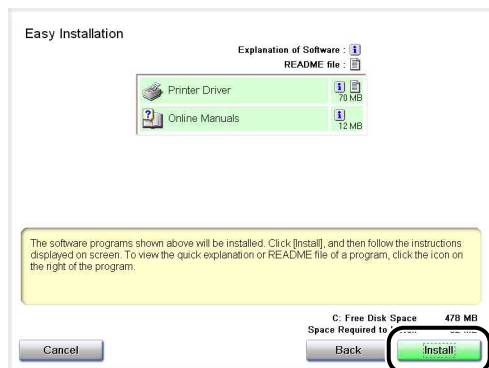 Easy Installation
Explanation of Software :
README file :
Printer Driver
70 MB
Online Manuals
12 MB
The software programs shown above will be installed. Click [Install], and then follow the instructions
displayed on screen. To view the quick explanation or README file of a program, click the icon on
the right of the program.
C: Free Disk Space 478 MB
Space Required to
Cancel Back Install